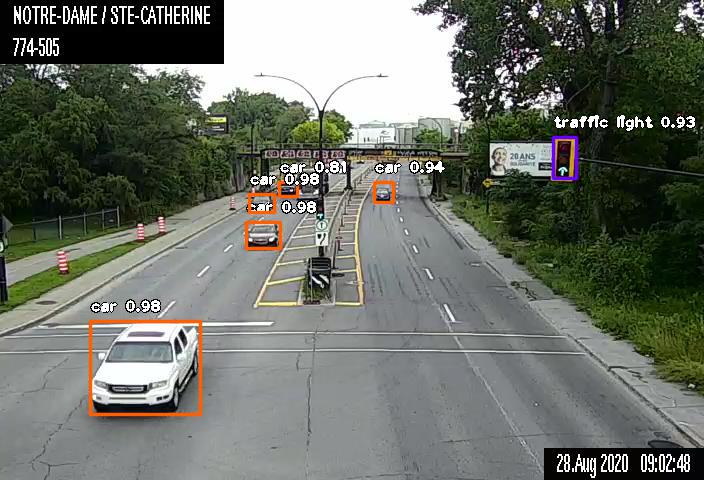 NOTRE-DAME / STE-CATHERINE
774-505
traffic light 0.93
car 0.81
car 0.94
car 0.98
car 0.98
20 ANS
car 0.98
28.Aug 2020 09:02:48